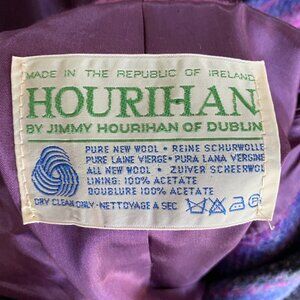 MADE IN THE REPUBLIC OF IRELAND
HOURIHAN
BY JIMMY HOURIHAN OF DUBLIN
PURE NEW WOOL • REINE SCHURWOLLE
PURE LAINE VIERGE • PURA LANA VERGINE
ALL NEW WOOL • ZUIVER SCHEERWOL
LINING: 100% ACETATE
DOUBLURE 100% ACETATE
DRY CLEAN ONLY - NETTOYAGE A SEC